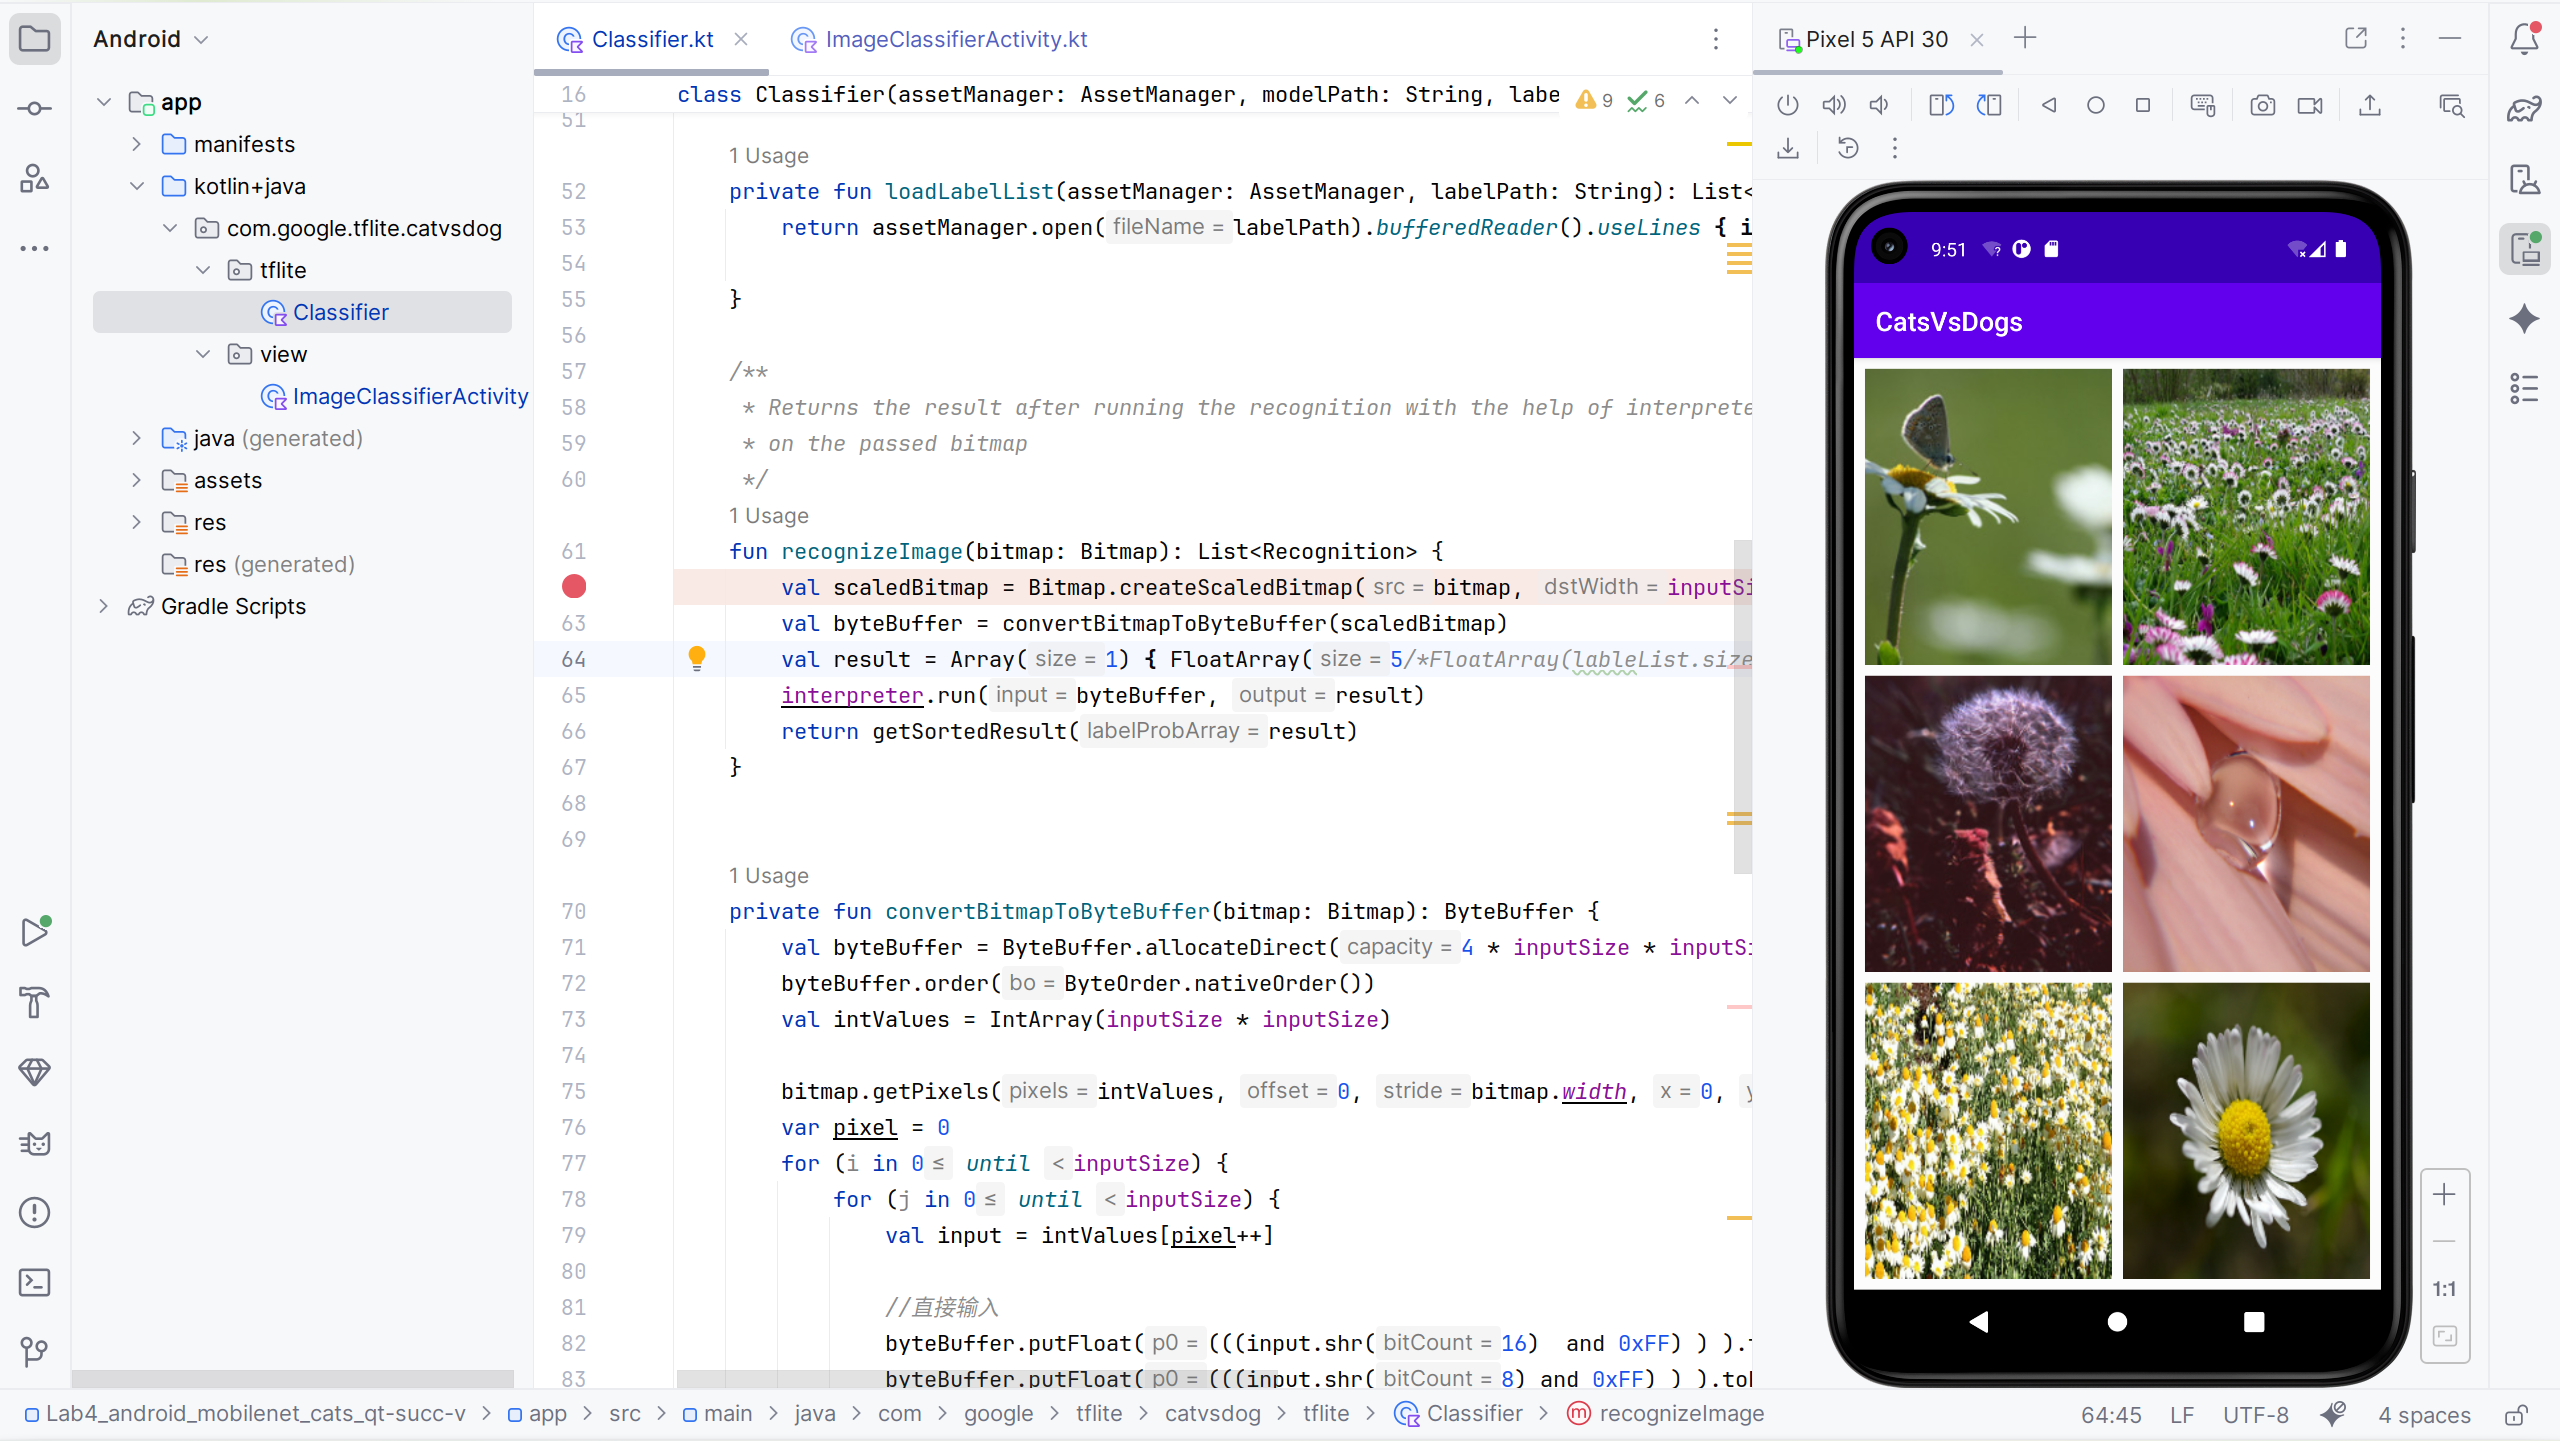 Android
app
manifests
kotlin+java
com.google.tflite.catvsdog
tflite
Classifier
view
ImageClassifierActivity
java (generated)
assets
res
res (generated)
Gradle Scripts
Classifier.kt
ImageClassifierActivity.kt
16 class Classifier(assetManager: AssetManager, modelPath: String, labe
9 6
51
1 Usage
52 private fun loadLabelList(assetManager: AssetManager, labelPath: String): List<
53 return assetManager.open( fileName = labelPath).bufferedReader().useLines { i
54
55 }
56
57 /**
58 * Returns the result after running the recognition with the help of interprete
59 * on the passed bitmap
60 */
1 Usage
61 fun recognizeImage(bitmap: Bitmap): List<Recognition> {
val scaledBitmap = Bitmap.createScaledBitmap( src = bitmap, dstWidth = inputSi
63 val byteBuffer = convertBitmapToByteBuffer(scaledBitmap)
64 val result = Array( size = 1) { FloatArray( size = 5/*FloatArray(lableList.size
65 interpreter.run( input = byteBuffer, output = result)
66 return getSortedResult( labelProbArray = result)
67 }
68
69
1 Usage
70 private fun convertBitmapToByteBuffer(bitmap: Bitmap): ByteBuffer {
71 val byteBuffer = ByteBuffer.allocateDirect( capacity = 4 * inputSize * inputSi
72 byteBuffer.order( bo = ByteOrder.nativeOrder())
73 val intValues = IntArray(inputSize * inputSize)
74
75 bitmap.getPixels( pixels = intValues, offset = 0, stride = bitmap.width, x = 0, y
76 var pixel = 0
77 for (i in 0 ≤ until < inputSize) {
78 for (j in 0 ≤ until < inputSize) {
79 val input = intValues[pixel++]
80
81 //直接输入
82 byteBuffer.putFloat( p0 = (((input.shr( bitCount = 16) and 0xFF) ) ).
83 byteBuffer.putFloat( p0 = (((input.shr( bitCount = 8) and 0xFF) ) ).to
Pixel 5 API 30
9:51
CatsVsDogs
1:1
Lab4_android_mobilenet_cats_qt-succ-v > app > src > main > java > com > google > tflite > catvsdog > tflite > Classifier > recognizeImage
64:45 LF UTF-8 4 spaces